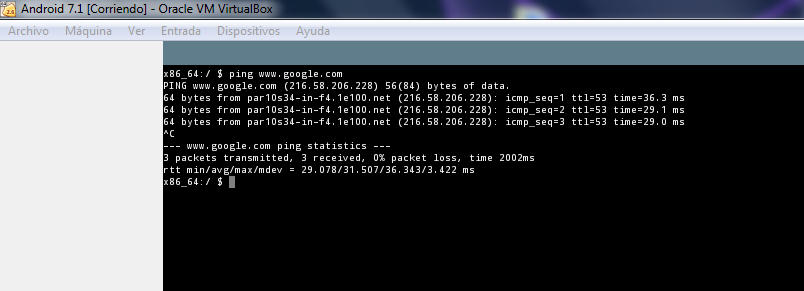 Android 7.1 [Corriendo] - Oracle VM VirtualBox
Archivo Máquina Ver Entrada Dispositivos Ayuda
x86_64:/ $ ping www.google.com
PING www.google.com (216.58.206.228) 56(84) bytes of data.
64 bytes from par10s34-in-f4.1e100.net (216.58.206.228): icmp_seq=1 ttl=53 time=36.3 ms
64 bytes from par10s34-in-f4.1e100.net (216.58.206.228): icmp_seq=2 ttl=53 time=29.1 ms
64 bytes from par10s34-in-f4.1e100.net (216.58.206.228): icmp_seq=3 ttl=53 time=29.0 ms
^C
--- www.google.com ping statistics ---
3 packets transmitted, 3 received, 0% packet loss, time 2002ms
rtt min/avg/max/mdev = 29.078/31.507/36.343/3.422 ms
x86_64:/ $